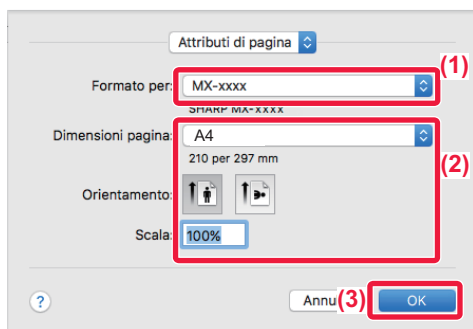 Attributi di pagina
(1)
Formato per: MX-xxxx
SHARP MX-xxxx
Dimensioni pagina: A4
210 per 297 mm
(2)
Orientamento:
Scala: 100%
? Annu (3) OK